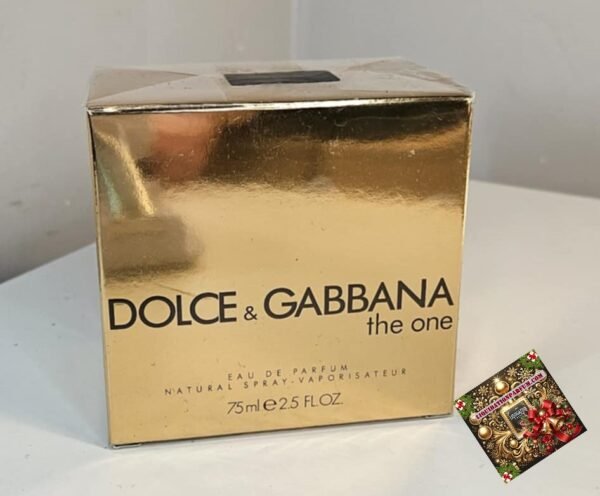 DOLCE & GABBANA
the one
EAU DE PARFUM
NATURAL SPRAY-VAPORISATEUR
75ml e 2.5 FL.OZ.